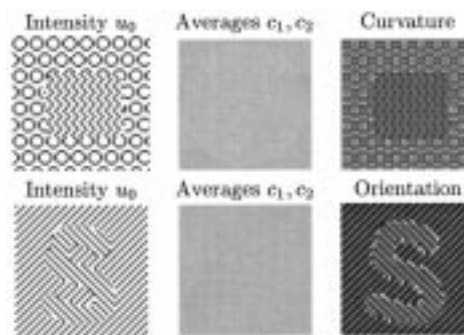 Intensity u₀ Averages c₁, c₂ Curvature
Intensity u₀ Averages c₁, c₂ Orientation
S